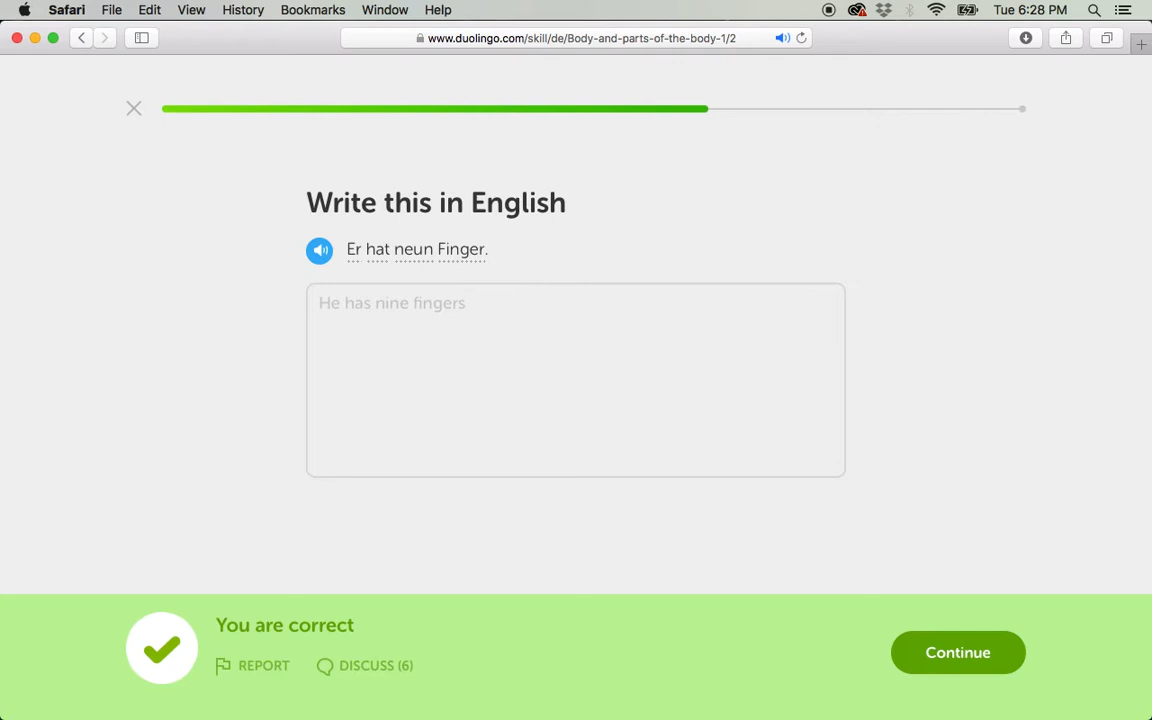 Safari File Edit View History Bookmarks Window Help Tue 6:28 PM
www.duolingo.com/skill/de/Body-and-parts-of-the-body-1/2
Write this in English
Er hat neun Finger.
He has nine fingers
You are correct
REPORT DISCUSS (6)
Continue